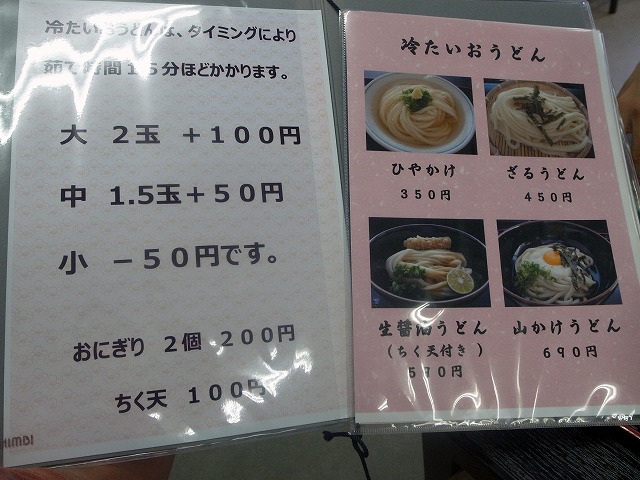 冷たいおうどんは、タイミングにより
茹で時間15分ほどかかります。
大 2玉 +100円
中 1.5玉+50円
小 -50円です。
おにぎり 2個 200円
ちく天 100円
冷たいおうどん
ひやかけ
350円
ざるうどん
450円
生醤油うどん
(ちく天付き)
590円
山かけうどん
690円